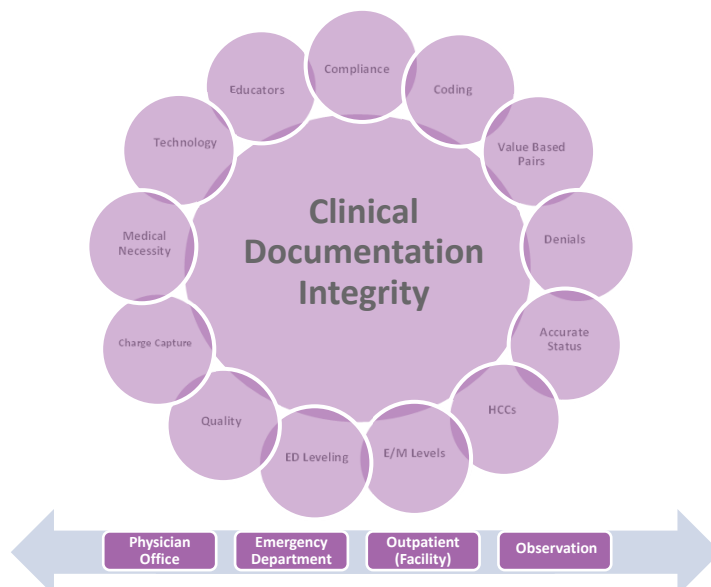 Compliance
Coding
Value Based
Pairs
Denials
Accurate
Status
HCCs
E/M Levels
ED Leveling
Quality
Charge Capture
Medical
Necessity
Technology
Educators
Clinical
Documentation
Integrity
Physician
Office
Emergency
Department
Outpatient
(Facility)
Observation